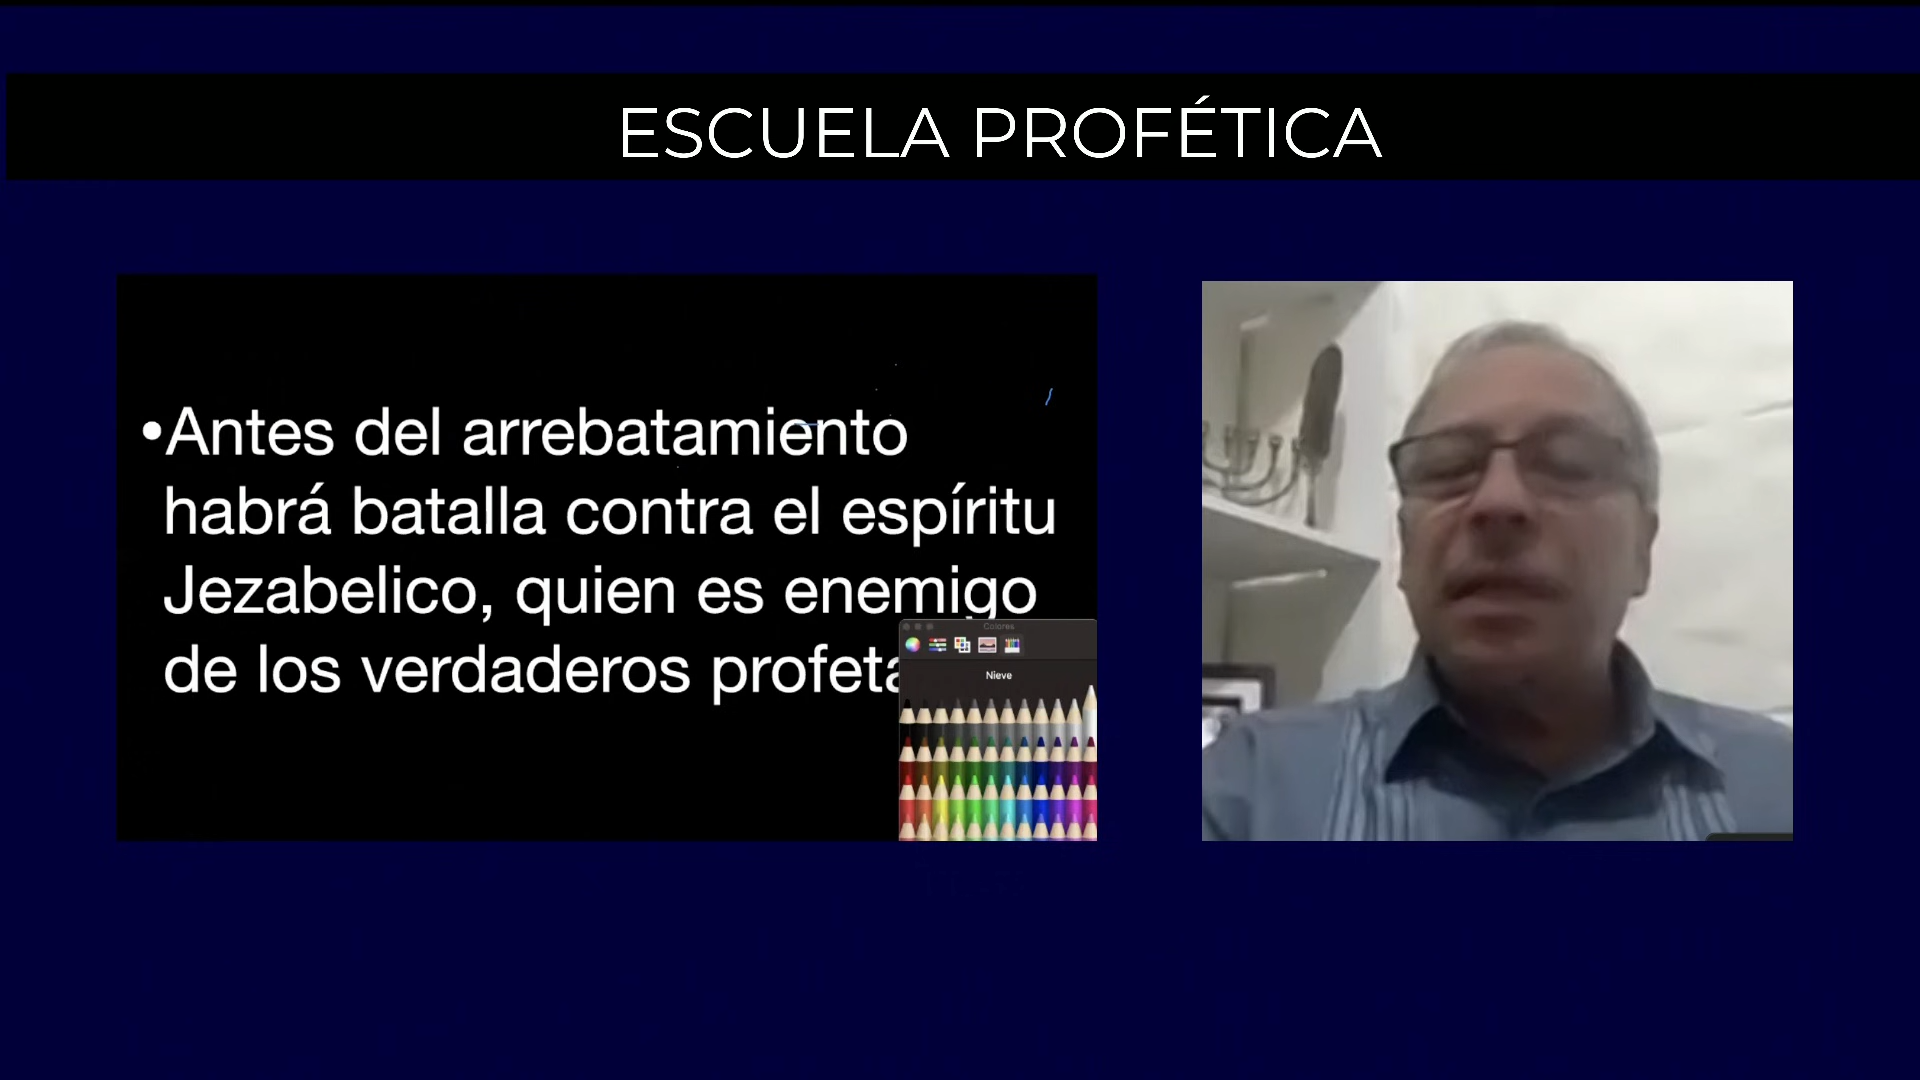 ESCUELA PROFÉTICA
•Antes del arrebatamiento
habrá batalla contra el espíritu
Jezabelico, quien es enemigo
de los verdaderos profeta
Colores
Nieve